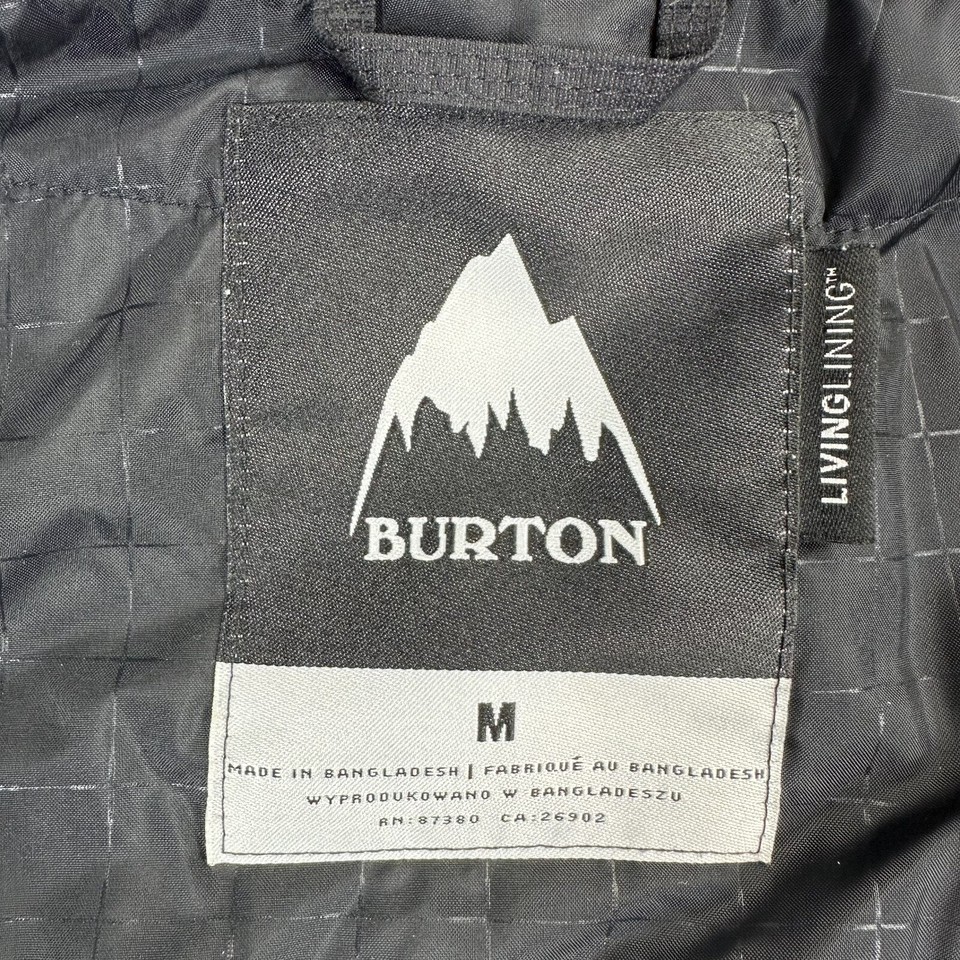 BURTON
LIVINGLINING™
M
MADE IN BANGLADESH | FABRIQUÉ AU BANGLADESH
WYPRODUKOWANO W BANGLADESZU
RN:87380 CA:26902